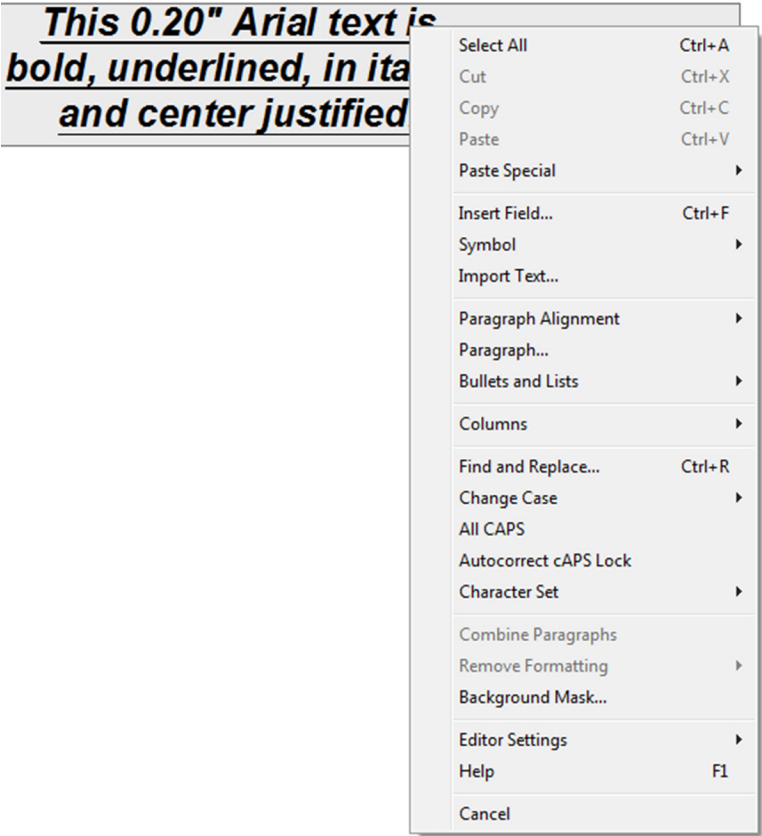 This 0.20" Arial text is
bold, underlined, in ita
and center justified
Select All Ctrl+A
Cut Ctrl+X
Copy Ctrl+C
Paste Ctrl+V
Paste Special
Insert Field... Ctrl+F
Symbol
Import Text...
Paragraph Alignment
Paragraph...
Bullets and Lists
Columns
Find and Replace... Ctrl+R
Change Case
All CAPS
Autocorrect cAPS Lock
Character Set
Combine Paragraphs
Remove Formatting
Background Mask...
Editor Settings
Help F1
Cancel